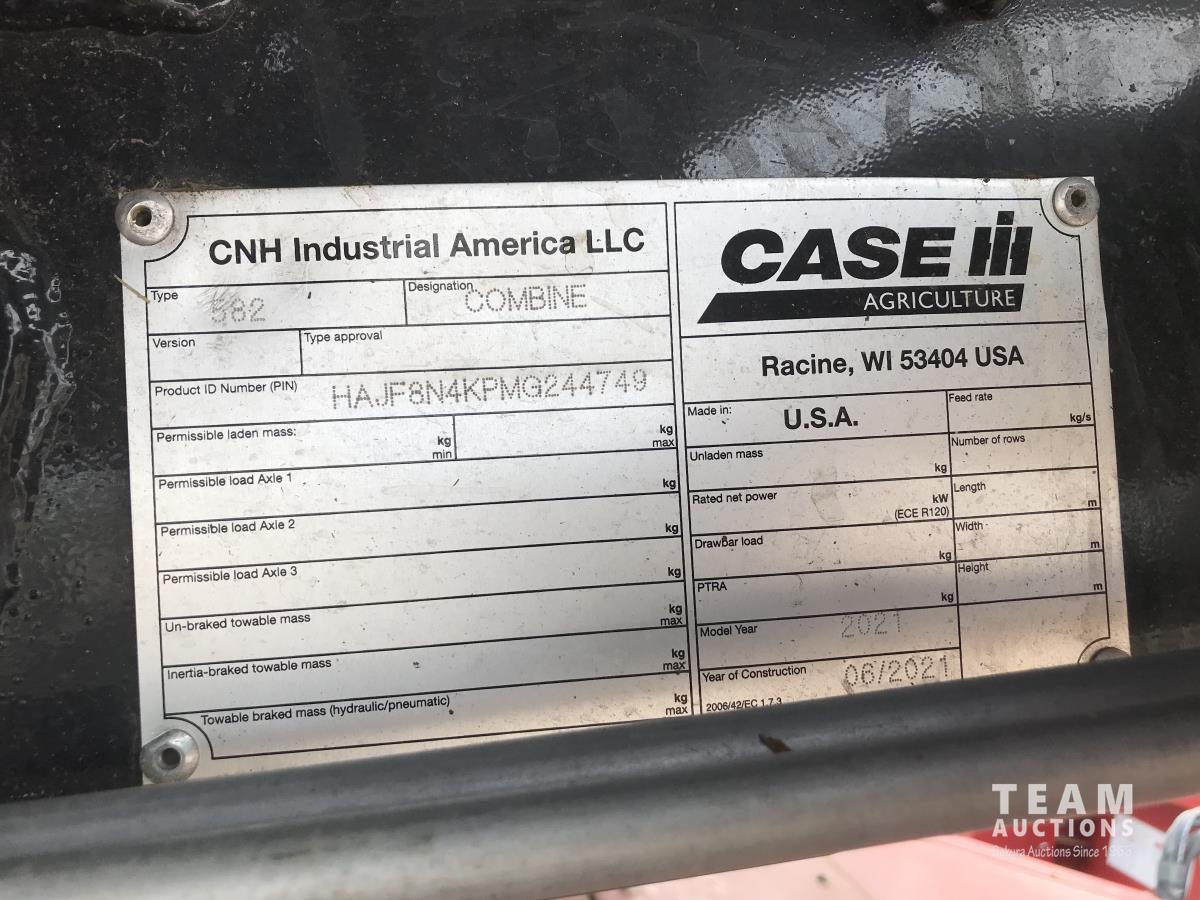 CNH Industrial America LLC
Type
582
Designation
COMBINE
Version
Type approval
Product ID Number (PIN)
HAJF8N4KPMG244749
Permissible laden mass:
kg
min
kg
max
Permissible load Axle 1
kg
Permissible load Axle 2
kg
Permissible load Axle 3
kg
Un-braked towable mass
kg
max
Inertia-braked towable mass
kg
max
Towable braked mass (hydraulic/pneumatic)
kg
max
CASE IH
AGRICULTURE
Racine, WI 53404 USA
Made in:
U.S.A.
Feed rate
kg/s
Unladen mass
kg
Number of rows
Rated net power
kW
(ECE R120)
Length
m
DrawBar load
kg
Width
m
PTRA
kg
Height
m
Model Year
2021
Year of Construction
06/2021
2006/42/EC 1.7.3
TEAM
AUCTIONS
Auctions Since